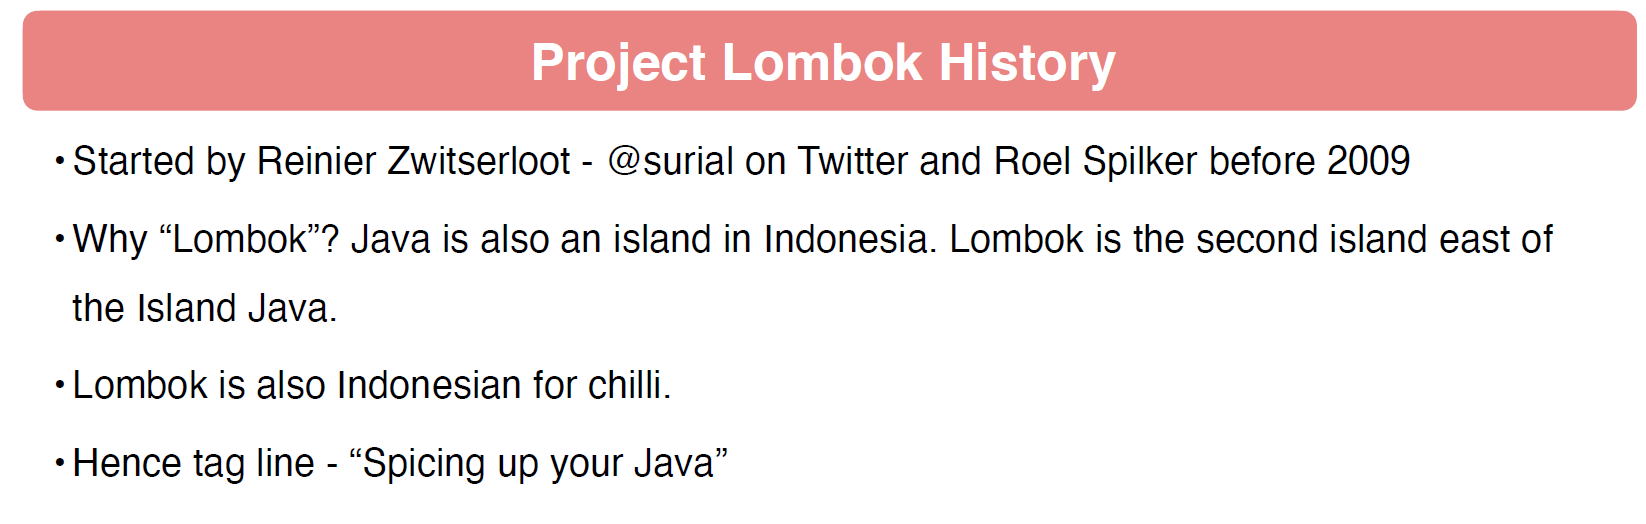 Project Lombok History
• Started by Reinier Zwitserloot - @surial on Twitter and Roel Spilker before 2009
• Why “Lombok”? Java is also an island in Indonesia. Lombok is the second island east of
the Island Java.
• Lombok is also Indonesian for chilli.
• Hence tag line - “Spicing up your Java”